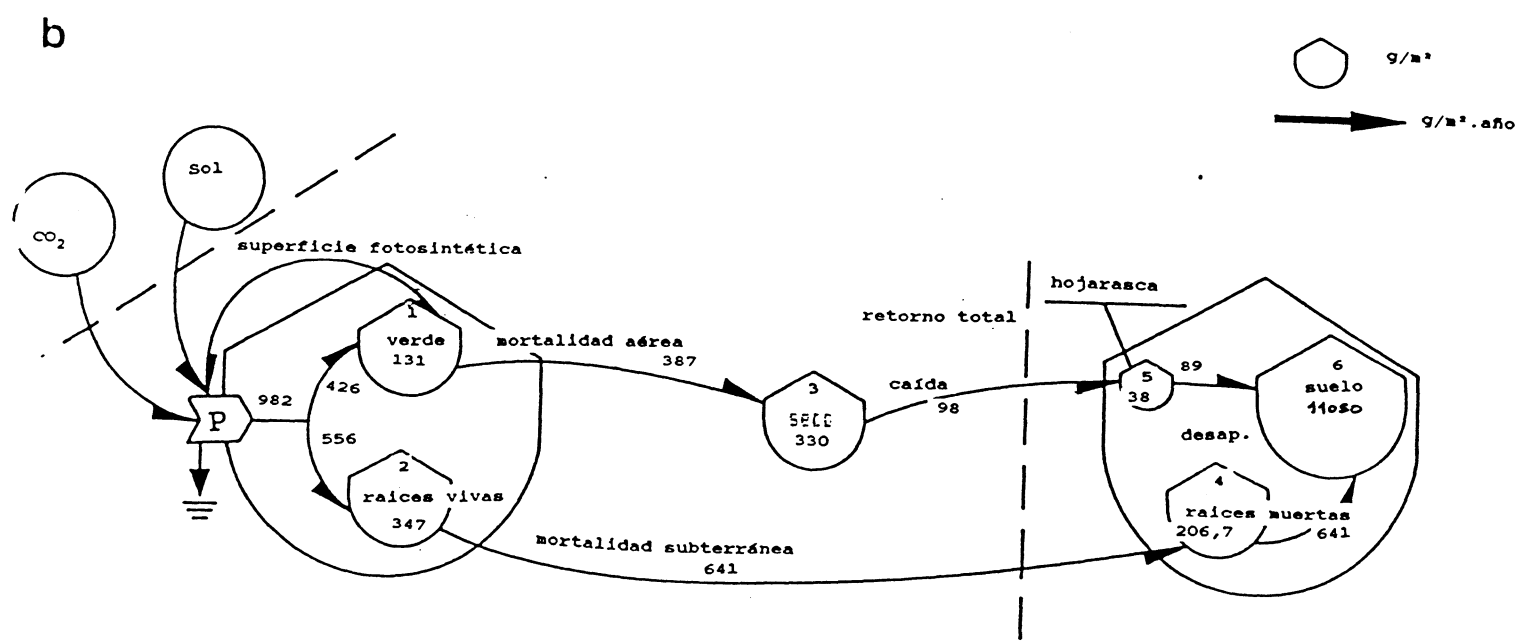 b
g/m²
g/m².año
Sol
CO₂
superficie fotosintética
1
verde
131
mortalidad aérea
387
982
P
426
556
2
raices vivas
347
mortalidad subterránea
641
3
seco
330
retorno total
caída
98
hojarasca
5
38
89
6
suelo
11080
desap.
4
raices muertas
206,7
641